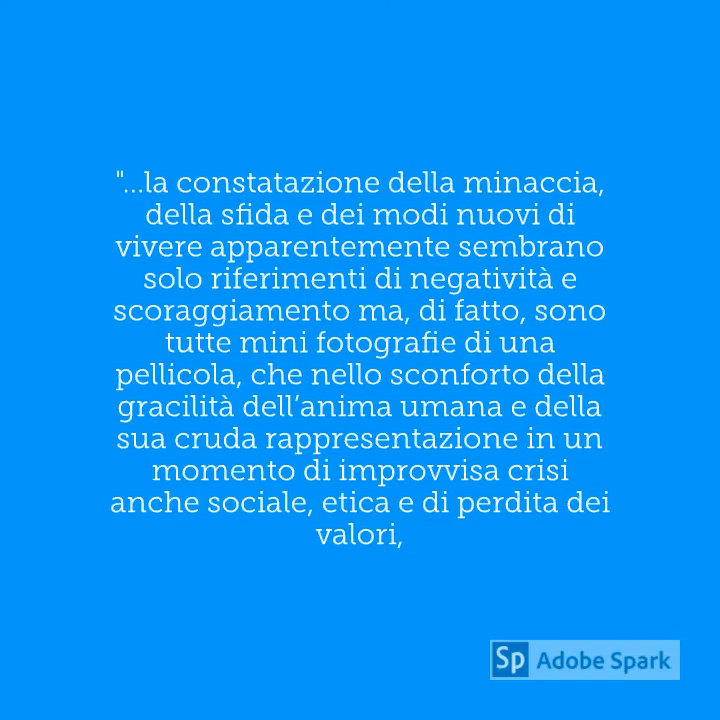 "...la constatazione della minaccia,
della sfida e dei modi nuovi di
vivere apparentemente sembrano
solo riferimenti di negatività e
scoraggiamento ma, di fatto, sono
tutte mini fotografie di una
pellicola, che nello sconforto della
gracilità dell’anima umana e della
sua cruda rappresentazione in un
momento di improvvisa crisi
anche sociale, etica e di perdita dei
valori,
Sp Adobe Spark